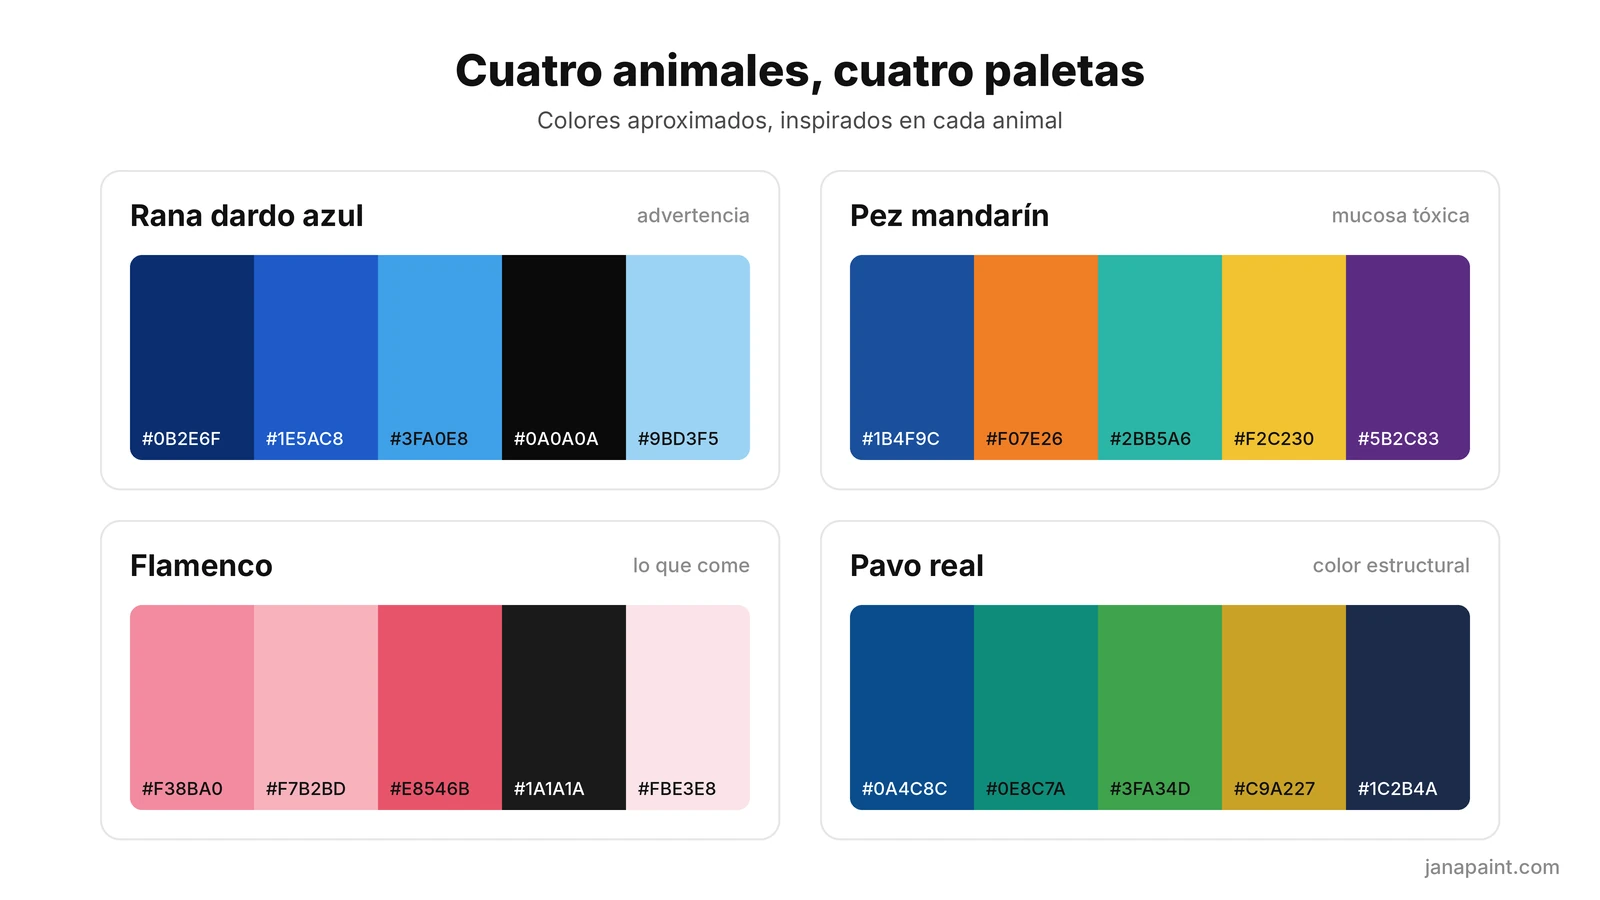 Cuatro animales, cuatro paletas
Colores aproximados, inspirados en cada animal
Rana dardo azul
advertencia
#0B2E6F
#1E5AC8
#3FA0E8
#0A0A0A
#9BD3F5
Pez mandarín
mucosa tóxica
#1B4F9C
#F07E26
#2BB5A6
#F2C230
#5B2C83
Flamenco
lo que come
#F38BA0
#F7B2BD
#E8546B
#1A1A1A
#FBE3E8
Pavo real
color estructural
#0A4C8C
#0E8C7A
#3FA34D
#C9A227
#1C2B4A
janapaint.com